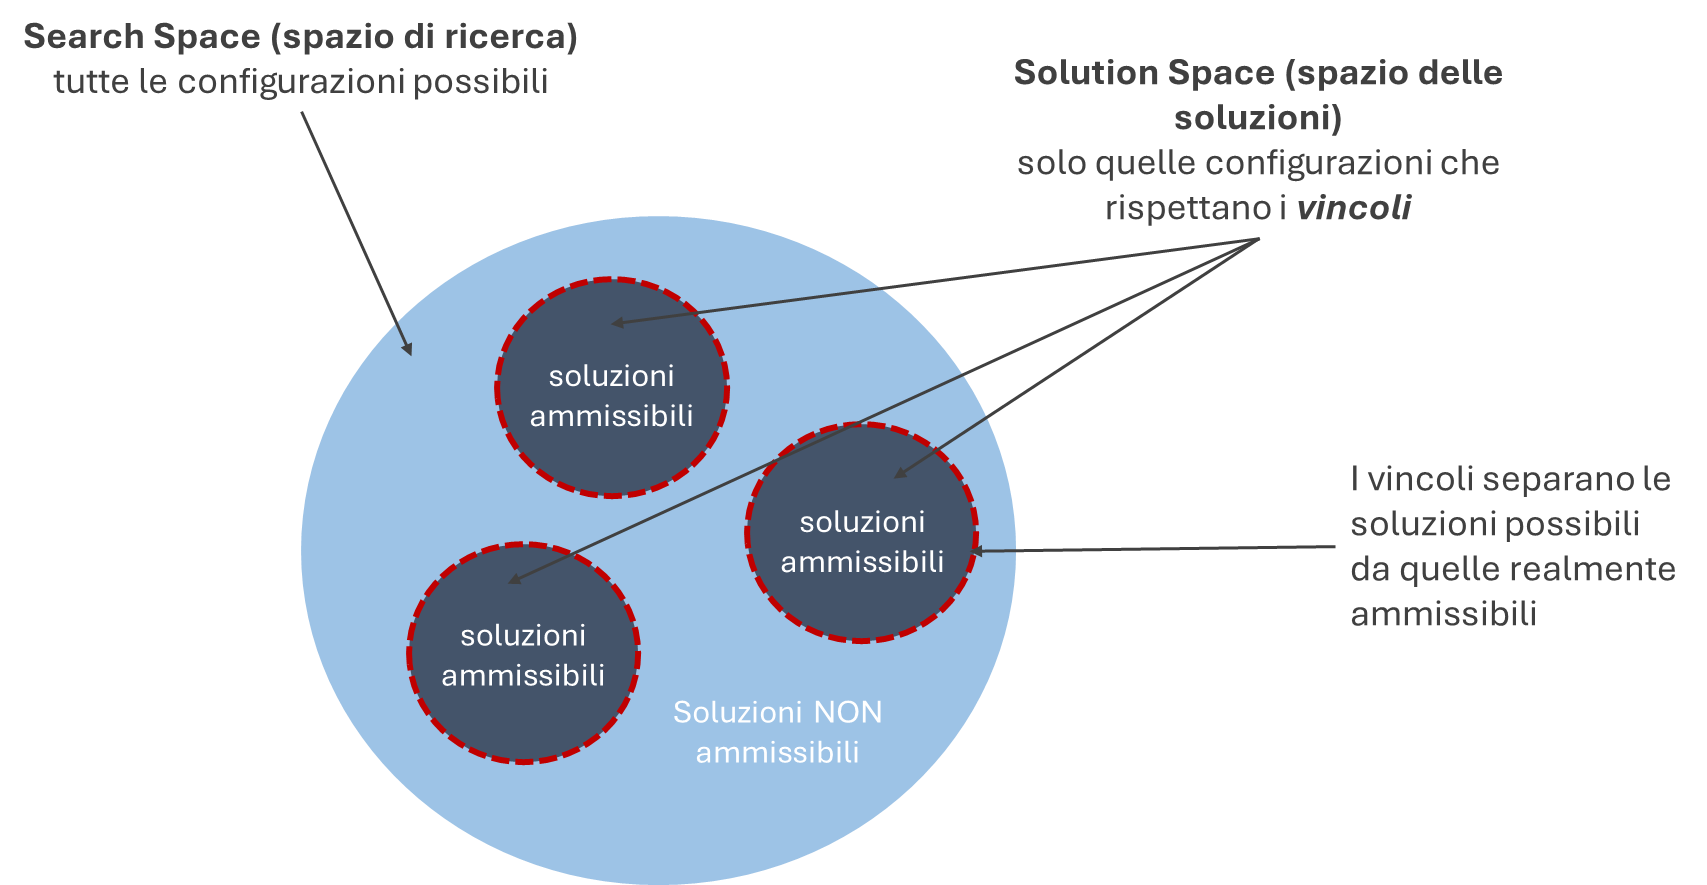 Search Space (spazio di ricerca)
tutte le configurazioni possibili
Solution Space (spazio delle
soluzioni)
solo quelle configurazioni che
rispettano i vincoli
soluzioni
ammissibili
soluzioni
ammissibili
I vincoli separano le
soluzioni possibili
da quelle realmente
ammissibili
soluzioni
ammissibili
Soluzioni NON
ammissibili